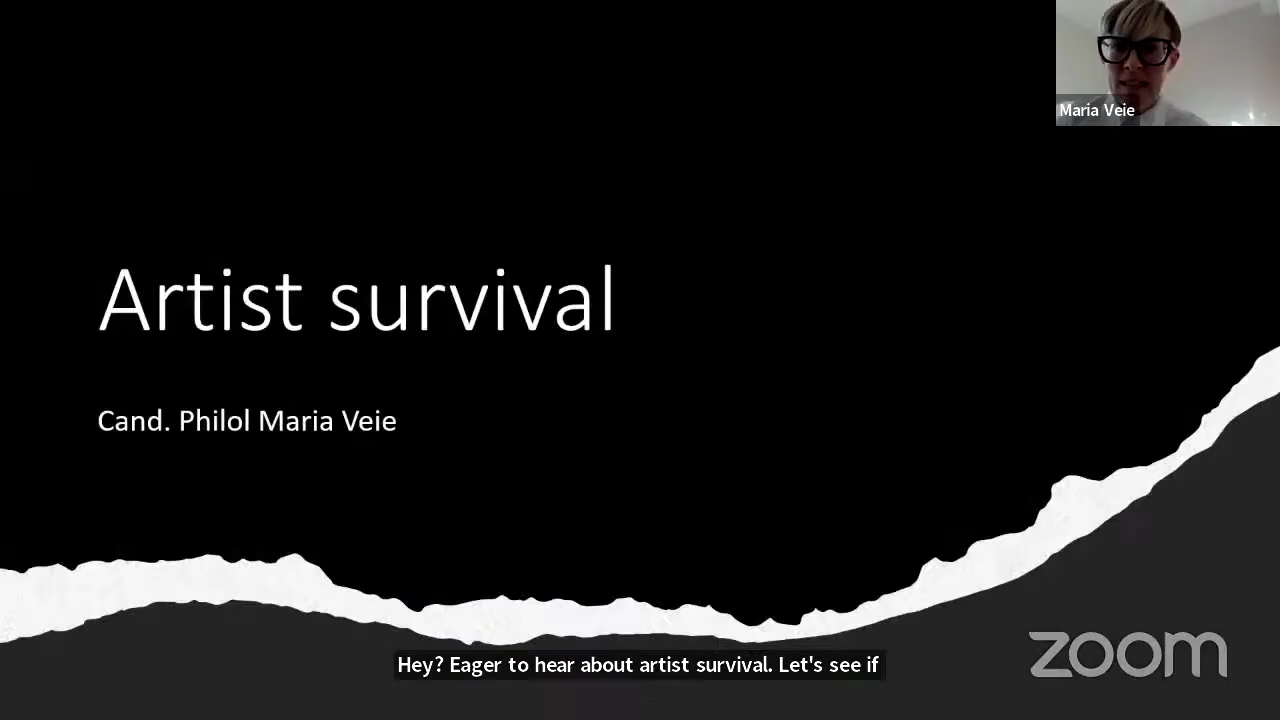 Maria Veie
Artist survival
Cand. Philol Maria Veie
Hey? Eager to hear about artist survival. Let's see if
zoom